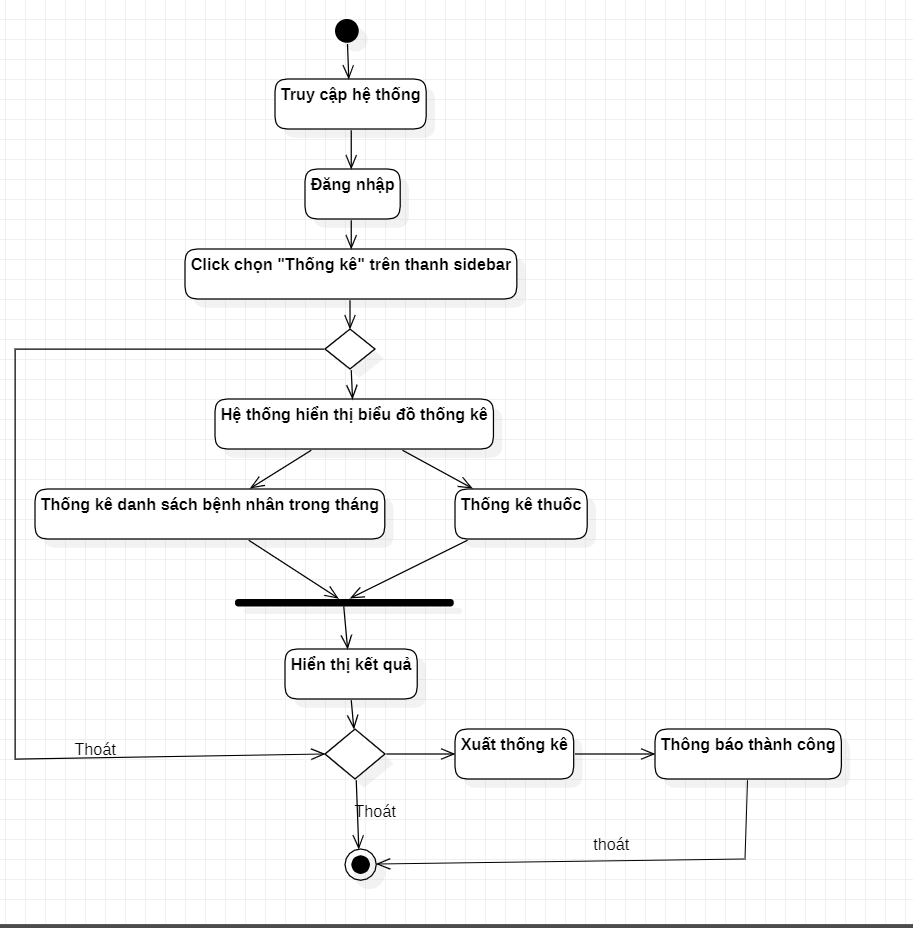 Truy cập hệ thống
Đăng nhập
Click chọn "Thống kê" trên thanh sidebar
Hệ thống hiển thị biểu đồ thống kê
Thống kê danh sách bệnh nhân trong tháng
Thống kê thuốc
Hiển thị kết quả
Thoát
Xuất thống kê
Thông báo thành công
Thoát
thoát